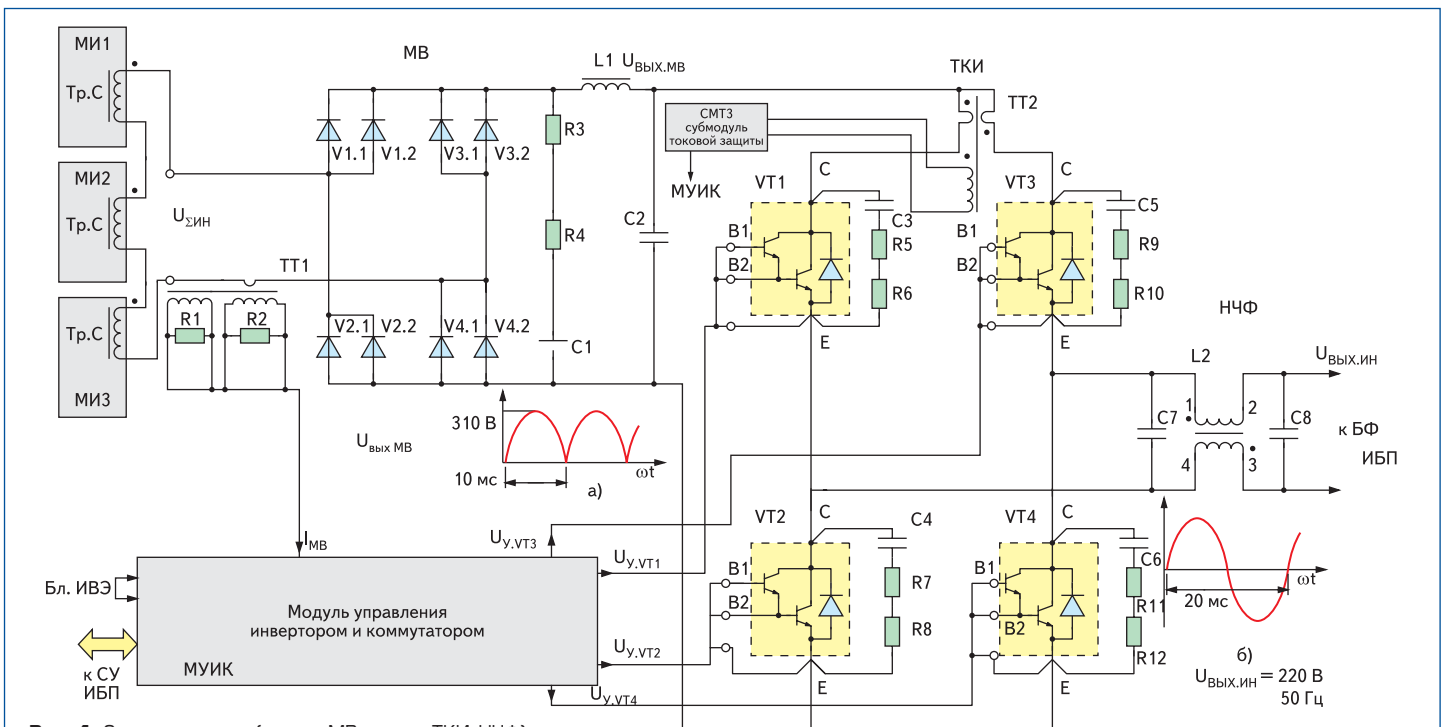 МИ1
Тр.С
МИ2
Тр.С
Тр.С
МИ3
UΣИН
ТТ1
R1
R2
МВ
V1.1
V1.2
V3.1
V3.2
V2.1
V2.2
V4.1
V4.2
R3
R4
C1
L1
UВЫХ.МВ
C2
СМТЗ
субмодуль
токовой защиты
МУИК
ТКИ
ТТ2
VT1
C
B1
B2
E
C3
R5
R6
VT3
C
B1
B2
E
C5
R9
R10
НЧФ
L2
UВЫХ.ИН
1
2
4
3
C7
C8
к БФ
ИБП
Uвых МВ
310 В
10 мс
ωt
а)
IМВ
UУ.VT3
UУ.VT1
UУ.VT2
UУ.VT4
Бл. ИВЭ
к СУ
ИБП
Модуль управления
инвертором и коммутатором
МУИК
VT2
C
B1
B2
E
C4
R7
R8
VT4
C
B1
B2
E
C6
R11
R12
20 мс
ωt
б)
UВЫХ.ИН = 220 В
50 Гц